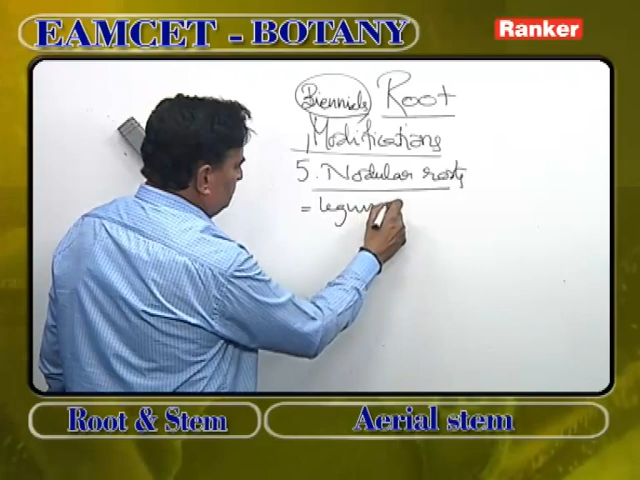 EAMCET - BOTANY
Ranker
Biennials Root
Modifications
5. Nodular roots
= legum
Root & Stem
Aerial stem